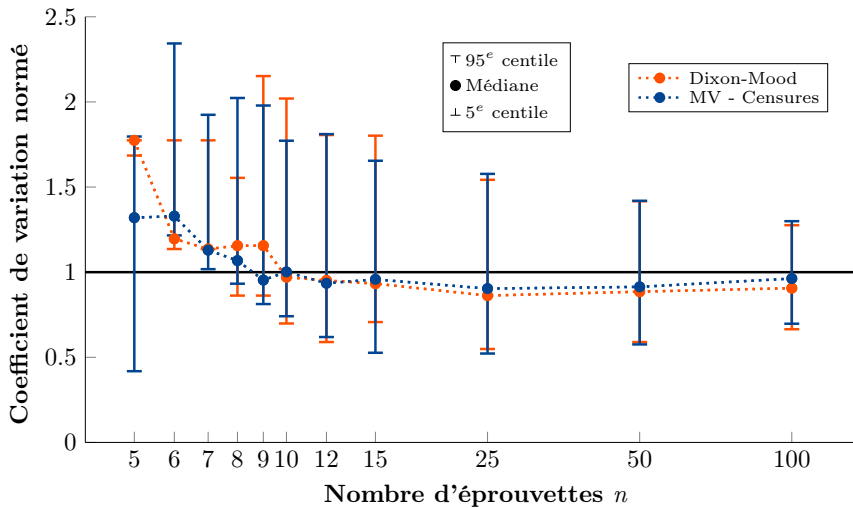 Coefficient de variation normé
2.5
2
1.5
1
0.5
0
95e centile
Médiane
5e centile
Dixon-Mood
MV - Censures
5 6 7 8 9 10 12 15 25 50 100
Nombre d'éprouvettes n